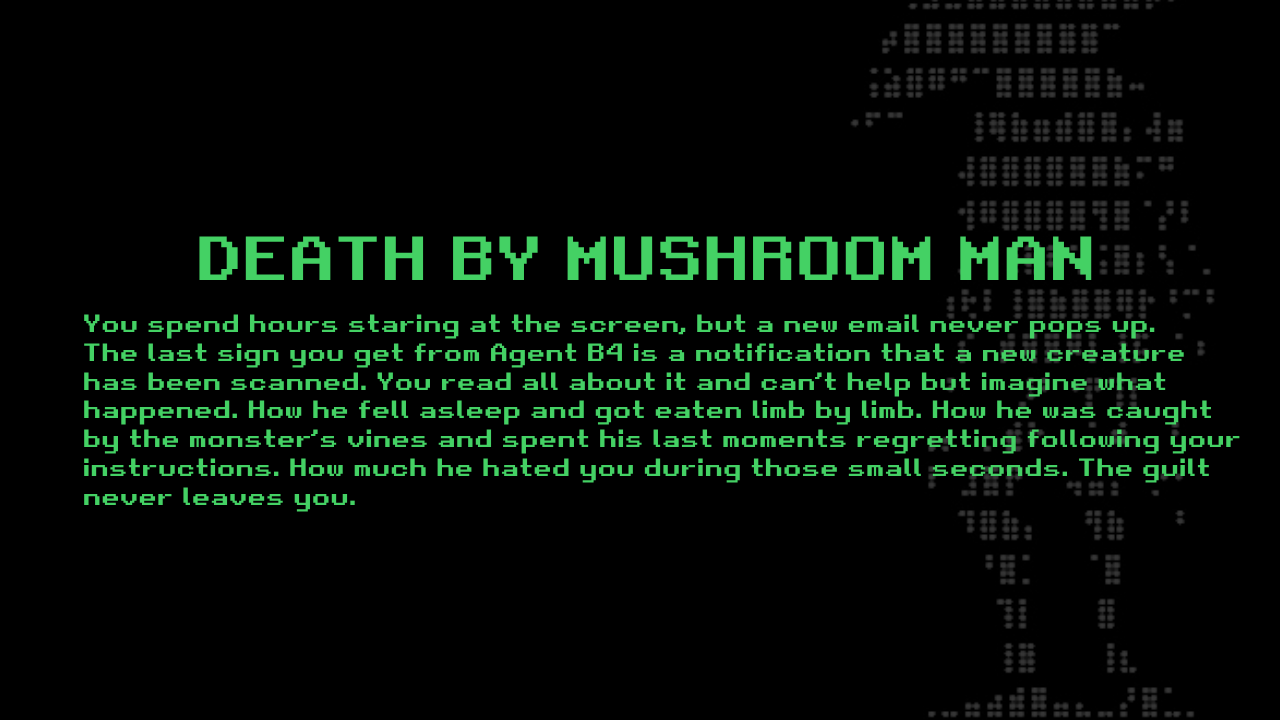 DEATH BY MUSHROOM MAN
You spend hours staring at the screen, but a new email never pops up.
The last sign you get from Agent B4 is a notification that a new creature
has been scanned. You read all about it and can't help but imagine what
happened. How he fell asleep and got eaten limb by limb. How he was caught
by the monster's vines and spent his last moments regretting following your
instructions. How much he hated you during those small seconds. The guilt
never leaves you.